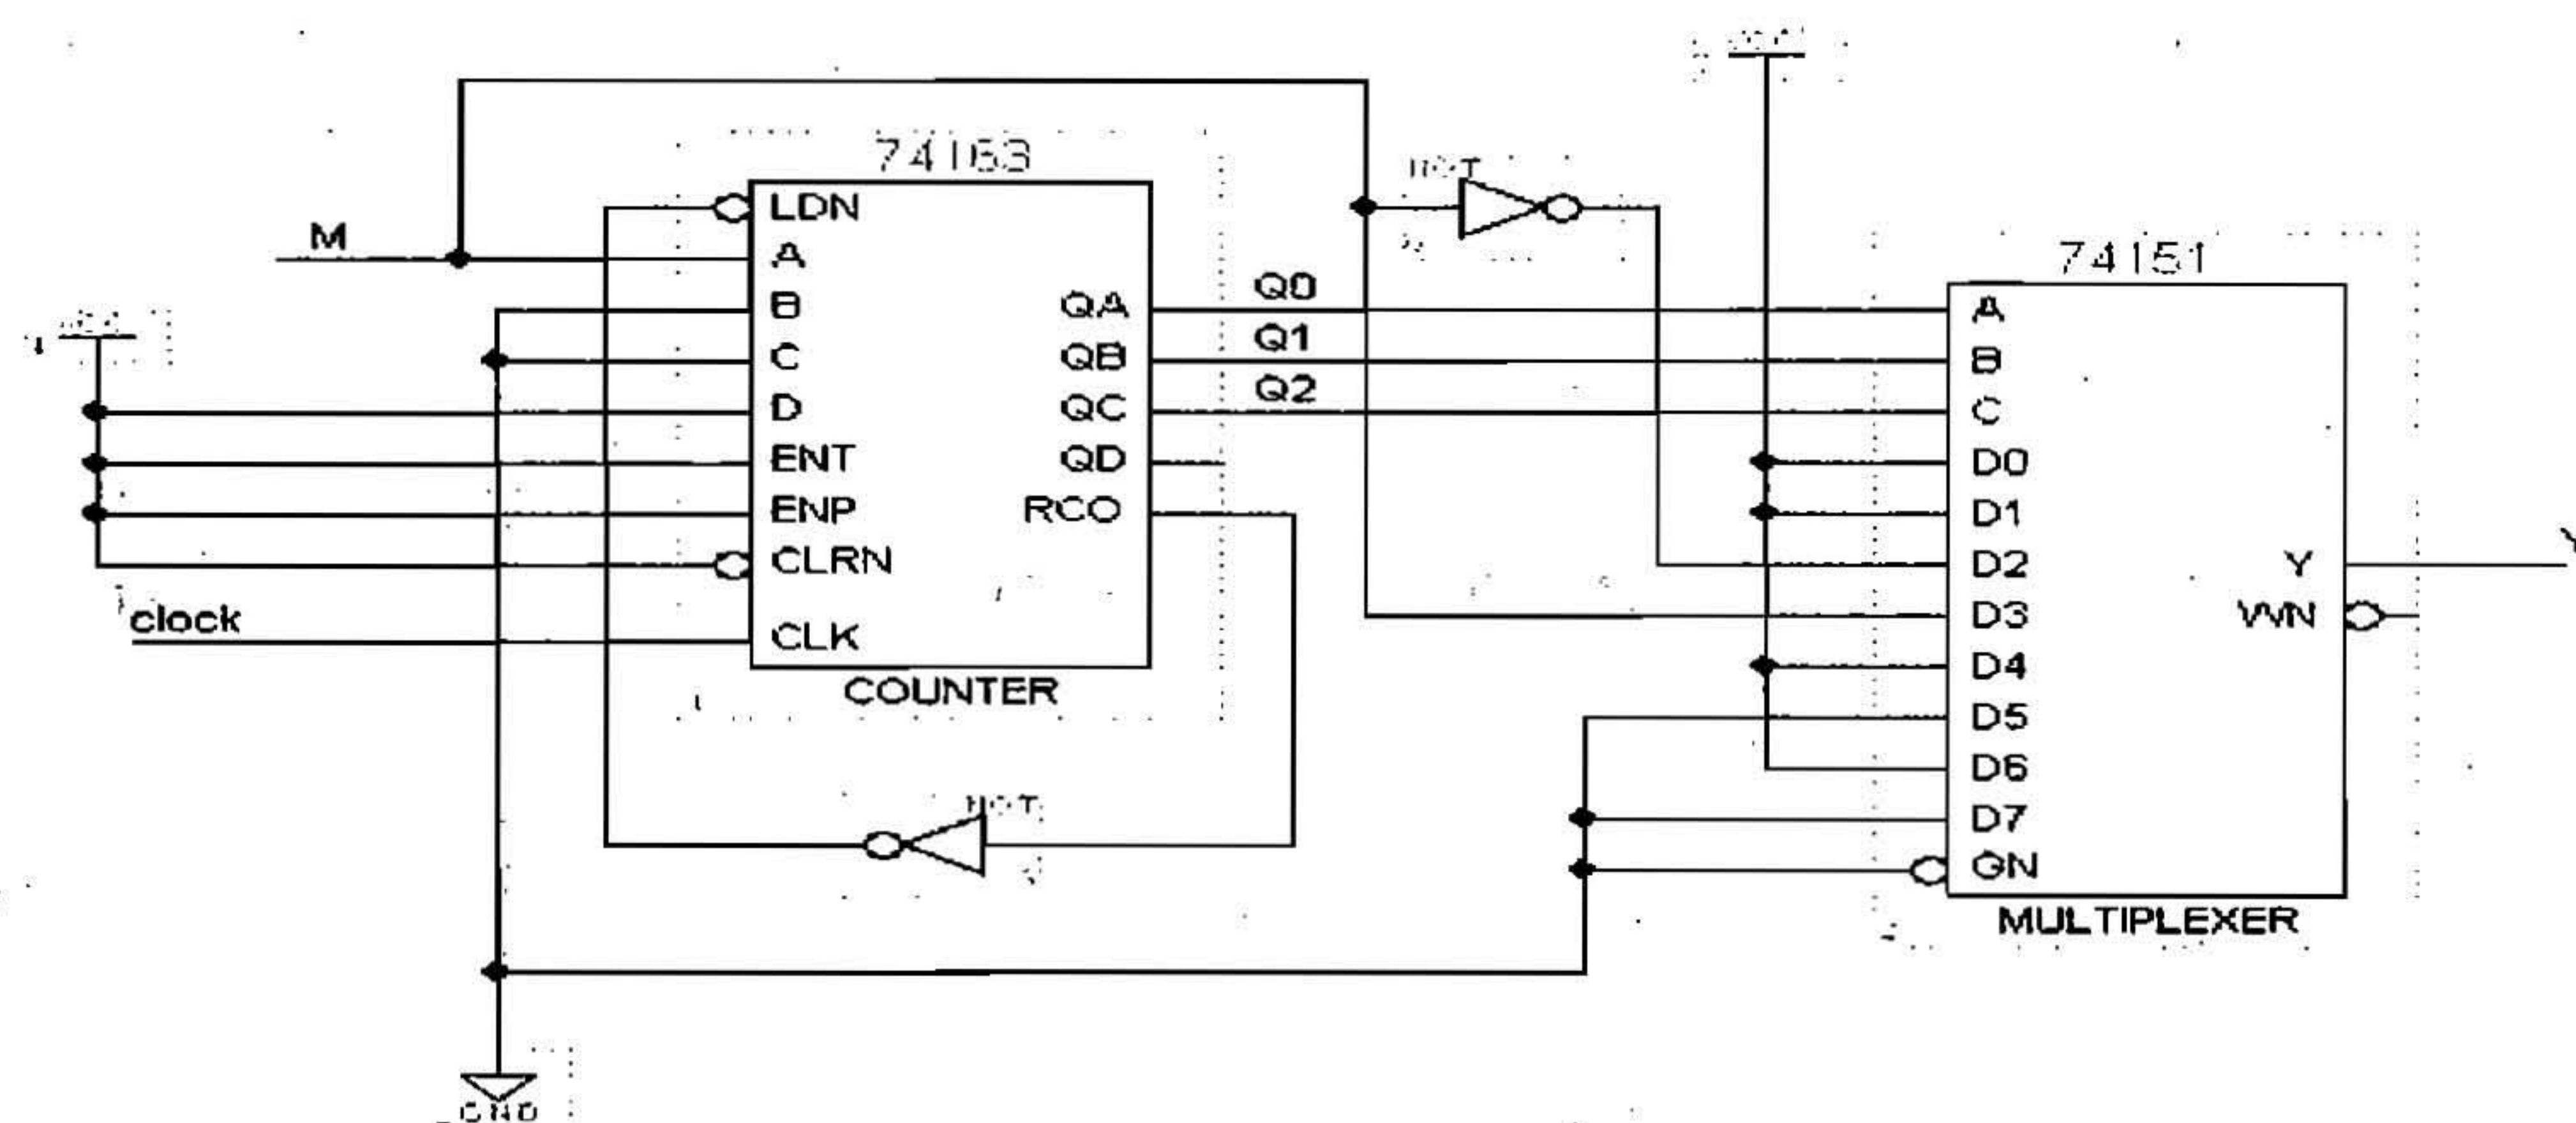 74163
NOT
M
LDN
A
B
C
D
ENT
ENP
CLRN
CLK
QA
QB
QC
QD
RCO
Q0
Q1
Q2
clock
COUNTER
NOT
GND
74151
A
B
C
D0
D1
D2
D3
D4
D5
D6
D7
GN
Y
WN
Y
MULTIPLEXER